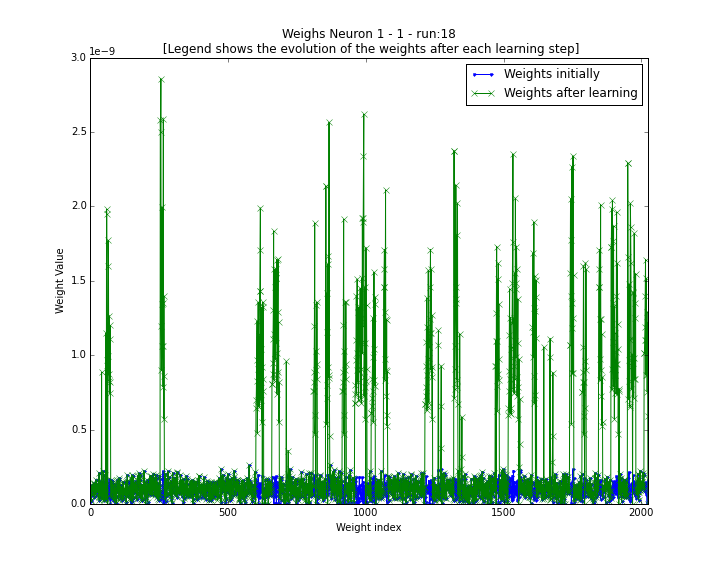 Weighs Neuron 1 - 1 - run:18
[Legend shows the evolution of the weights after each learning step]
1e−9
3.0
2.5
2.0
1.5
1.0
0.5
0.0
Weight Value
Weights initially
Weights after learning
0
500
1000
1500
2000
Weight index